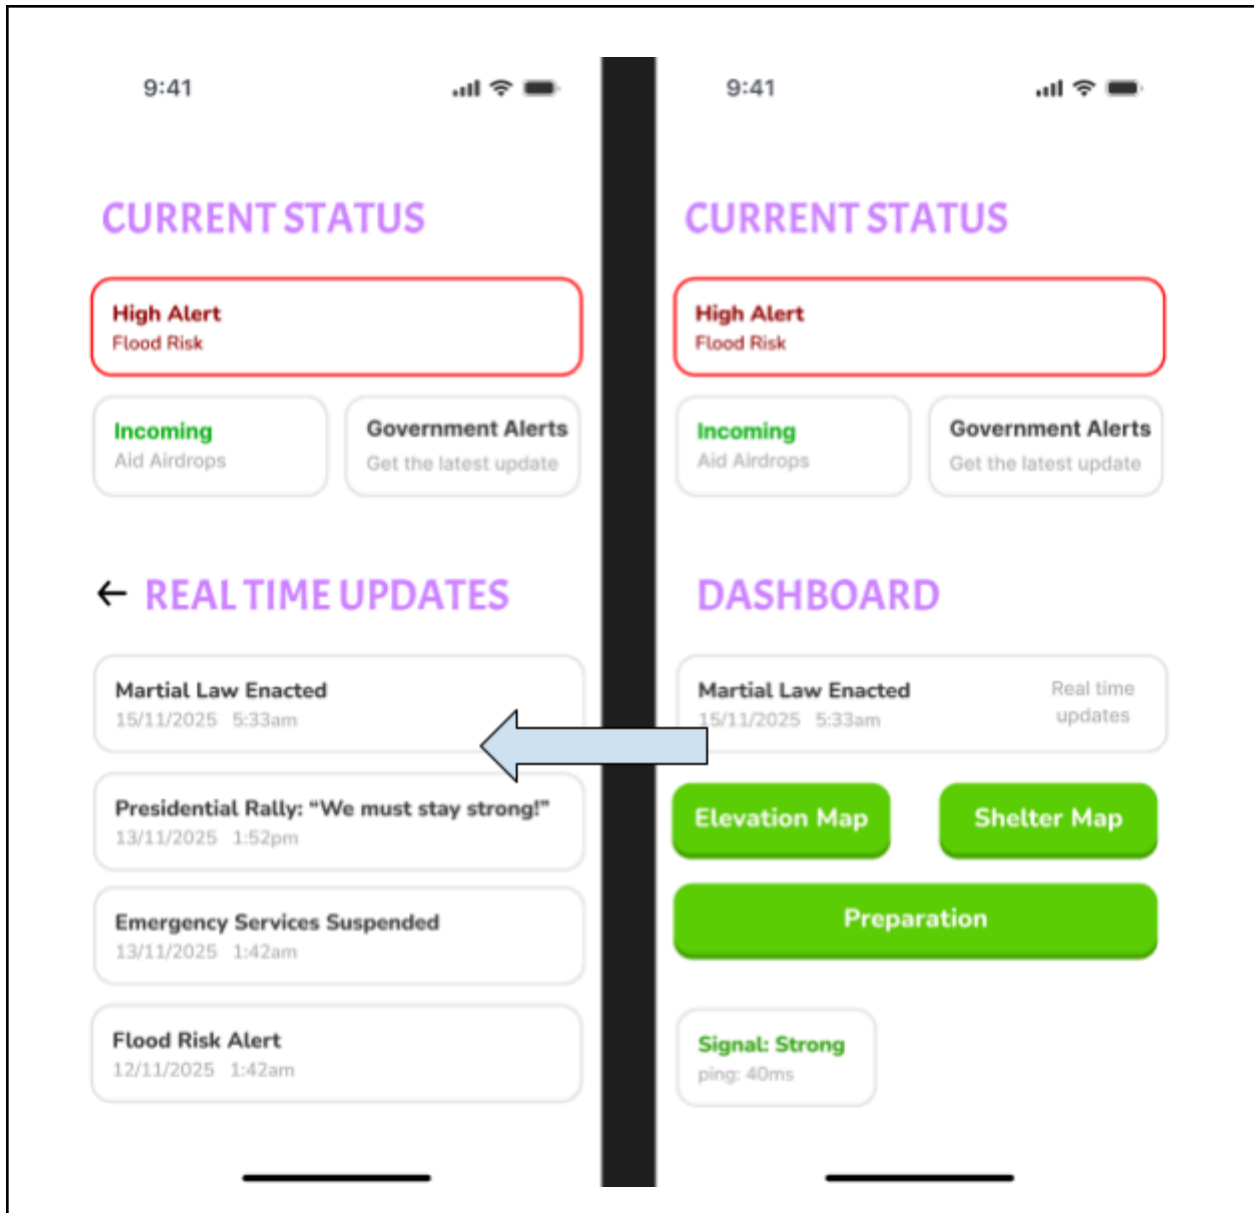 9:41
CURRENT STATUS
High Alert
Flood Risk
Incoming
Aid Airdrops
Government Alerts
Get the latest update
REAL TIME UPDATES
Martial Law Enacted
15/11/2025 5:33am
Presidential Rally: “We must stay strong!”
13/11/2025 1:52pm
Emergency Services Suspended
13/11/2025 1:42am
Flood Risk Alert
12/11/2025 1:42am
9:41
CURRENT STATUS
High Alert
Flood Risk
Incoming
Aid Airdrops
Government Alerts
Get the latest update
DASHBOARD
Martial Law Enacted
15/11/2025 5:33am
Real time
updates
Elevation Map
Shelter Map
Preparation
Signal: Strong
ping: 40ms